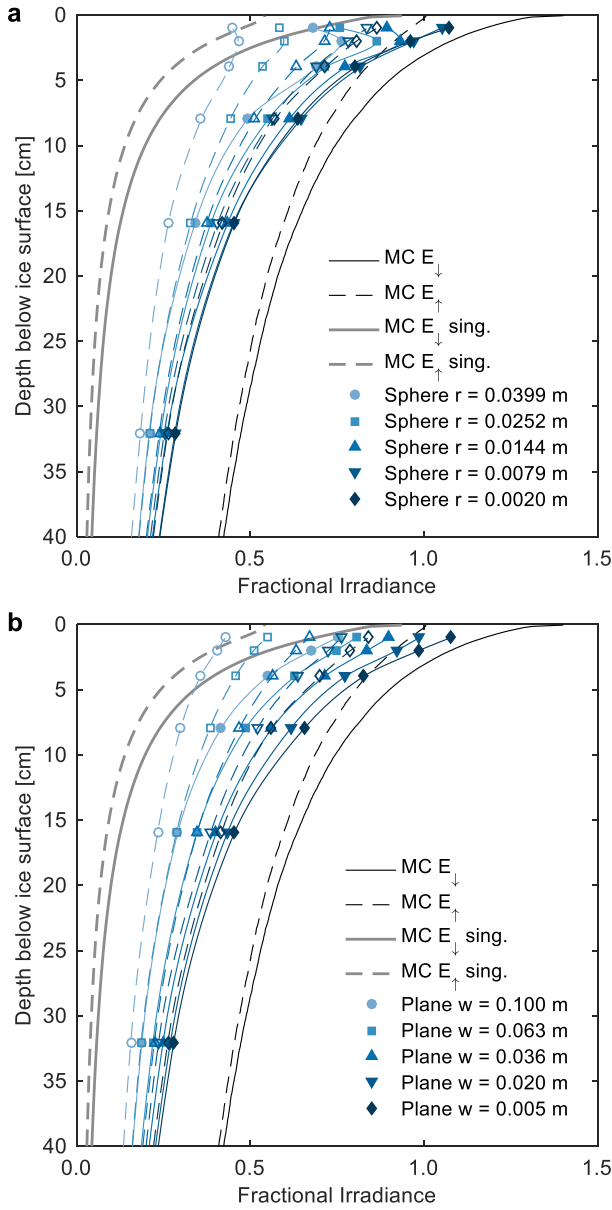 a
0
5
10
15
20
25
30
35
40
Depth below ice surface [cm]
MC E↓
MC E↑
MC E↓ sing.
MC E↑ sing.
Sphere r = 0.0399 m
Sphere r = 0.0252 m
Sphere r = 0.0144 m
Sphere r = 0.0079 m
Sphere r = 0.0020 m
0.0 0.5 1.0 1.5
Fractional Irradiance
b
0
5
10
15
20
25
30
35
40
Depth below ice surface [cm]
MC E↓
MC E↑
MC E↓ sing.
MC E↑ sing.
Plane w = 0.100 m
Plane w = 0.063 m
Plane w = 0.036 m
Plane w = 0.020 m
Plane w = 0.005 m
0.0 0.5 1.0 1.5
Fractional Irradiance